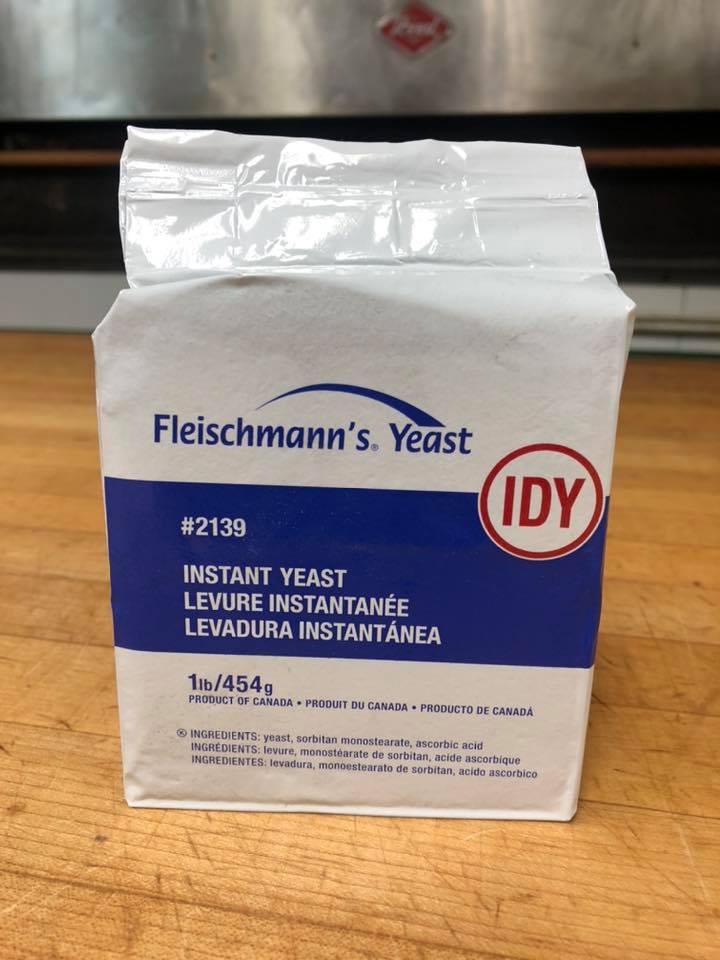 Fleischmann's® Yeast
IDY
#2139
INSTANT YEAST
LEVURE INSTANTANÉE
LEVADURA INSTANTÁNEA
1lb/454g
PRODUCT OF CANADA • PRODUIT DU CANADA • PRODUCTO DE CANADÁ
INGREDIENTS: yeast, sorbitan monostearate, ascorbic acid
INGRÉDIENTS: levure, monostéarate de sorbitan, acide ascorbique
INGREDIENTES: levadura, monoestearato de sorbitan, acido ascorbico